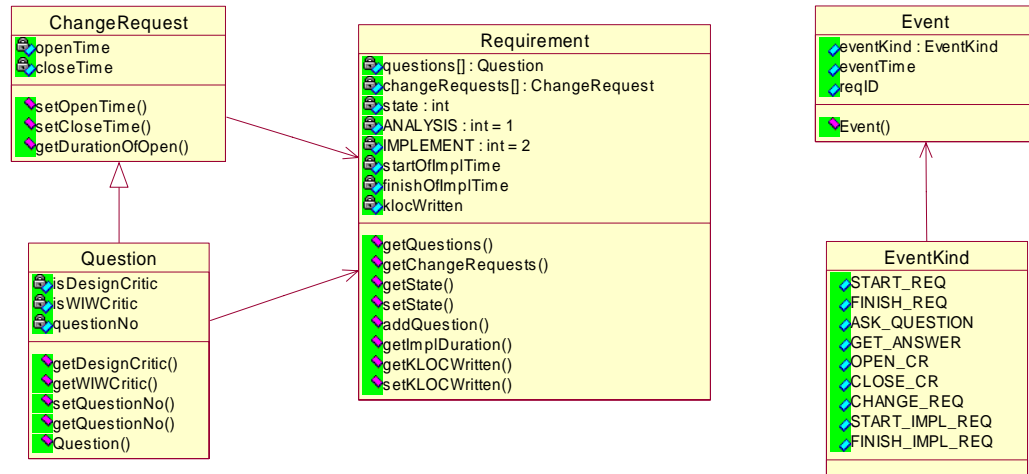 ChangeRequest
openTime
closeTime
setOpenTime()
setCloseTime()
getDurationOfOpen()
Question
isDesignCritic
isWIWCritic
questionNo
getDesignCritic()
getWIWCritic()
setQuestionNo()
getQuestionNo()
Question()
Requirement
questions[] : Question
changeRequests[] : ChangeRequest
state : int
ANALYSIS : int = 1
IMPLEMENT : int = 2
startOfImplTime
finishOfImplTime
klocWritten
getQuestions()
getChangeRequests()
getState()
setState()
addQuestion()
getImplDuration()
getKLOCWritten()
setKLOCWritten()
Event
eventKind : EventKind
eventTime
reqID
Event()
EventKind
START_REQ
FINISH_REQ
ASK_QUESTION
GET_ANSWER
OPEN_CR
CLOSE_CR
CHANGE_REQ
START_IMPL_REQ
FINISH_IMPL_REQ